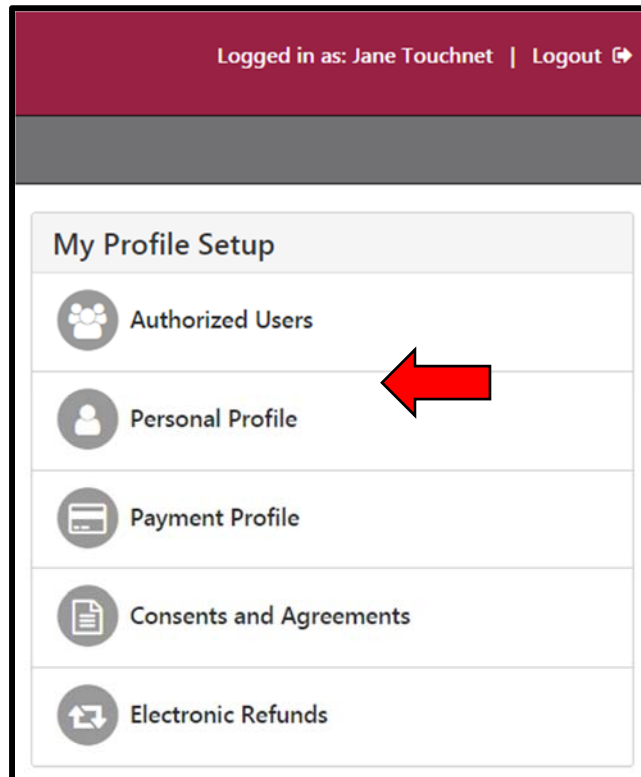 Logged in as: Jane Touchnet | Logout
My Profile Setup
Authorized Users
Personal Profile
Payment Profile
Consents and Agreements
Electronic Refunds